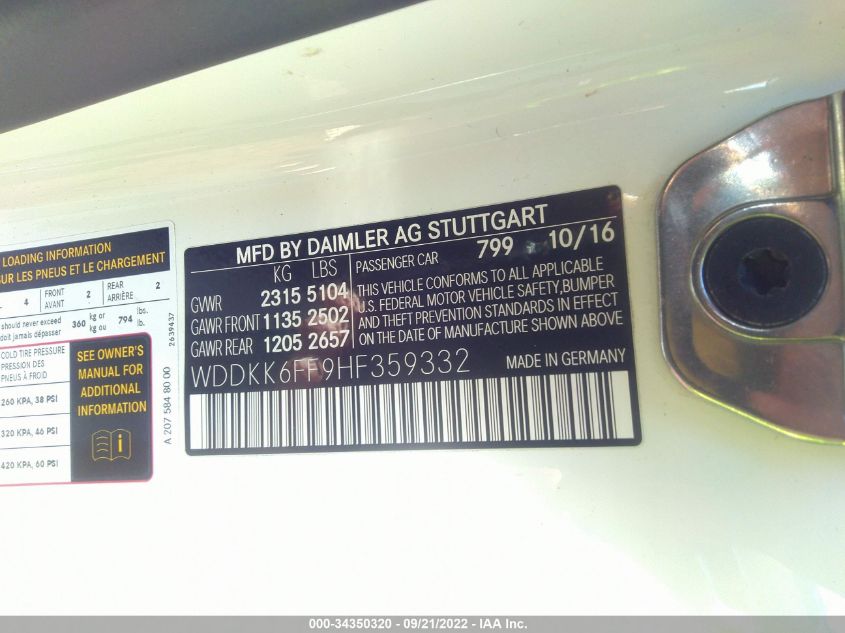 LOADING INFORMATION
SUR LES PNEUS ET LE CHARGEMENT
4 FRONT AVANT 2 REAR ARRIÈRE 2
should never exceed 360 kg or 794 lbs.
doit jamais dépasser kg ou lb.
COLD TIRE PRESSURE
PRESSION DES
PNEUS À FROID
260 KPA, 38 PSI
320 KPA, 46 PSI
420 KPA, 60 PSI
SEE OWNER'S
MANUAL FOR
ADDITIONAL
INFORMATION
2639437
A 207 584 80 00
MFD BY DAIMLER AG STUTTGART
KG LBS
GVWR 2315 5104
GAWR FRONT 1135 2502
GAWR REAR 1205 2657
PASSENGER CAR 799 10/16
THIS VEHICLE CONFORMS TO ALL APPLICABLE
U.S. FEDERAL MOTOR VEHICLE SAFETY, BUMPER
AND THEFT PREVENTION STANDARDS IN EFFECT
ON THE DATE OF MANUFACTURE SHOWN ABOVE
WDDKK6FF9HF359332
MADE IN GERMANY
000-34350320 - 09/21/2022 - IAA Inc.